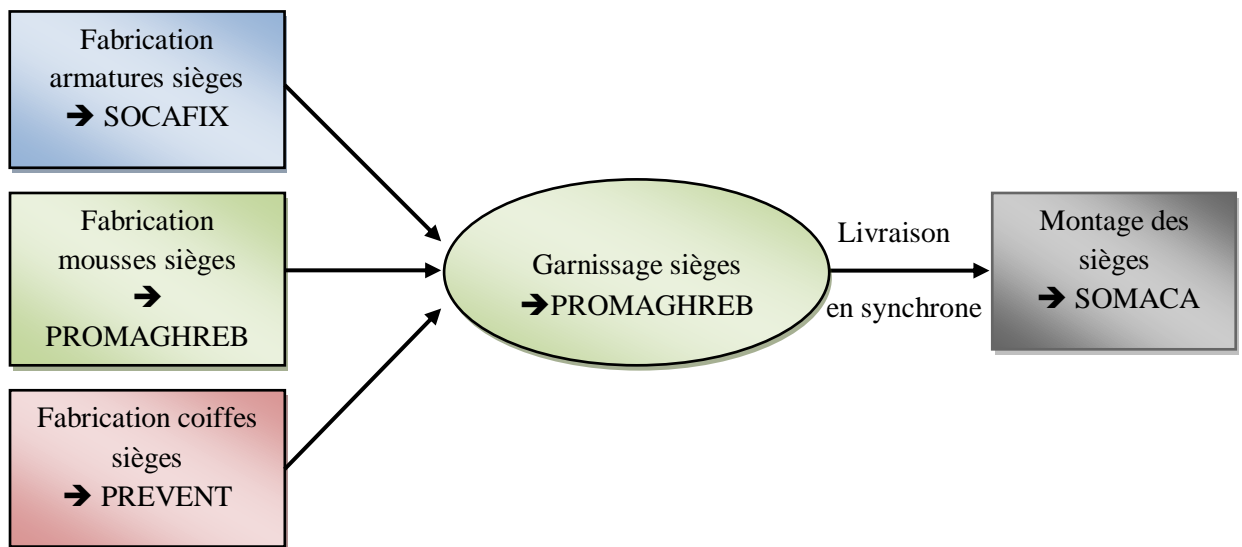 Fabrication
armatures sièges
➔ SOCAFIX
Fabrication
mousses sièges
➔
PROMAGHREB
Fabrication coiffes
sièges
➔ PREVENT
Garnissage sièges
➔PROMAGHREB
Livraison
en synchrone
Montage des
sièges
➔ SOMACA